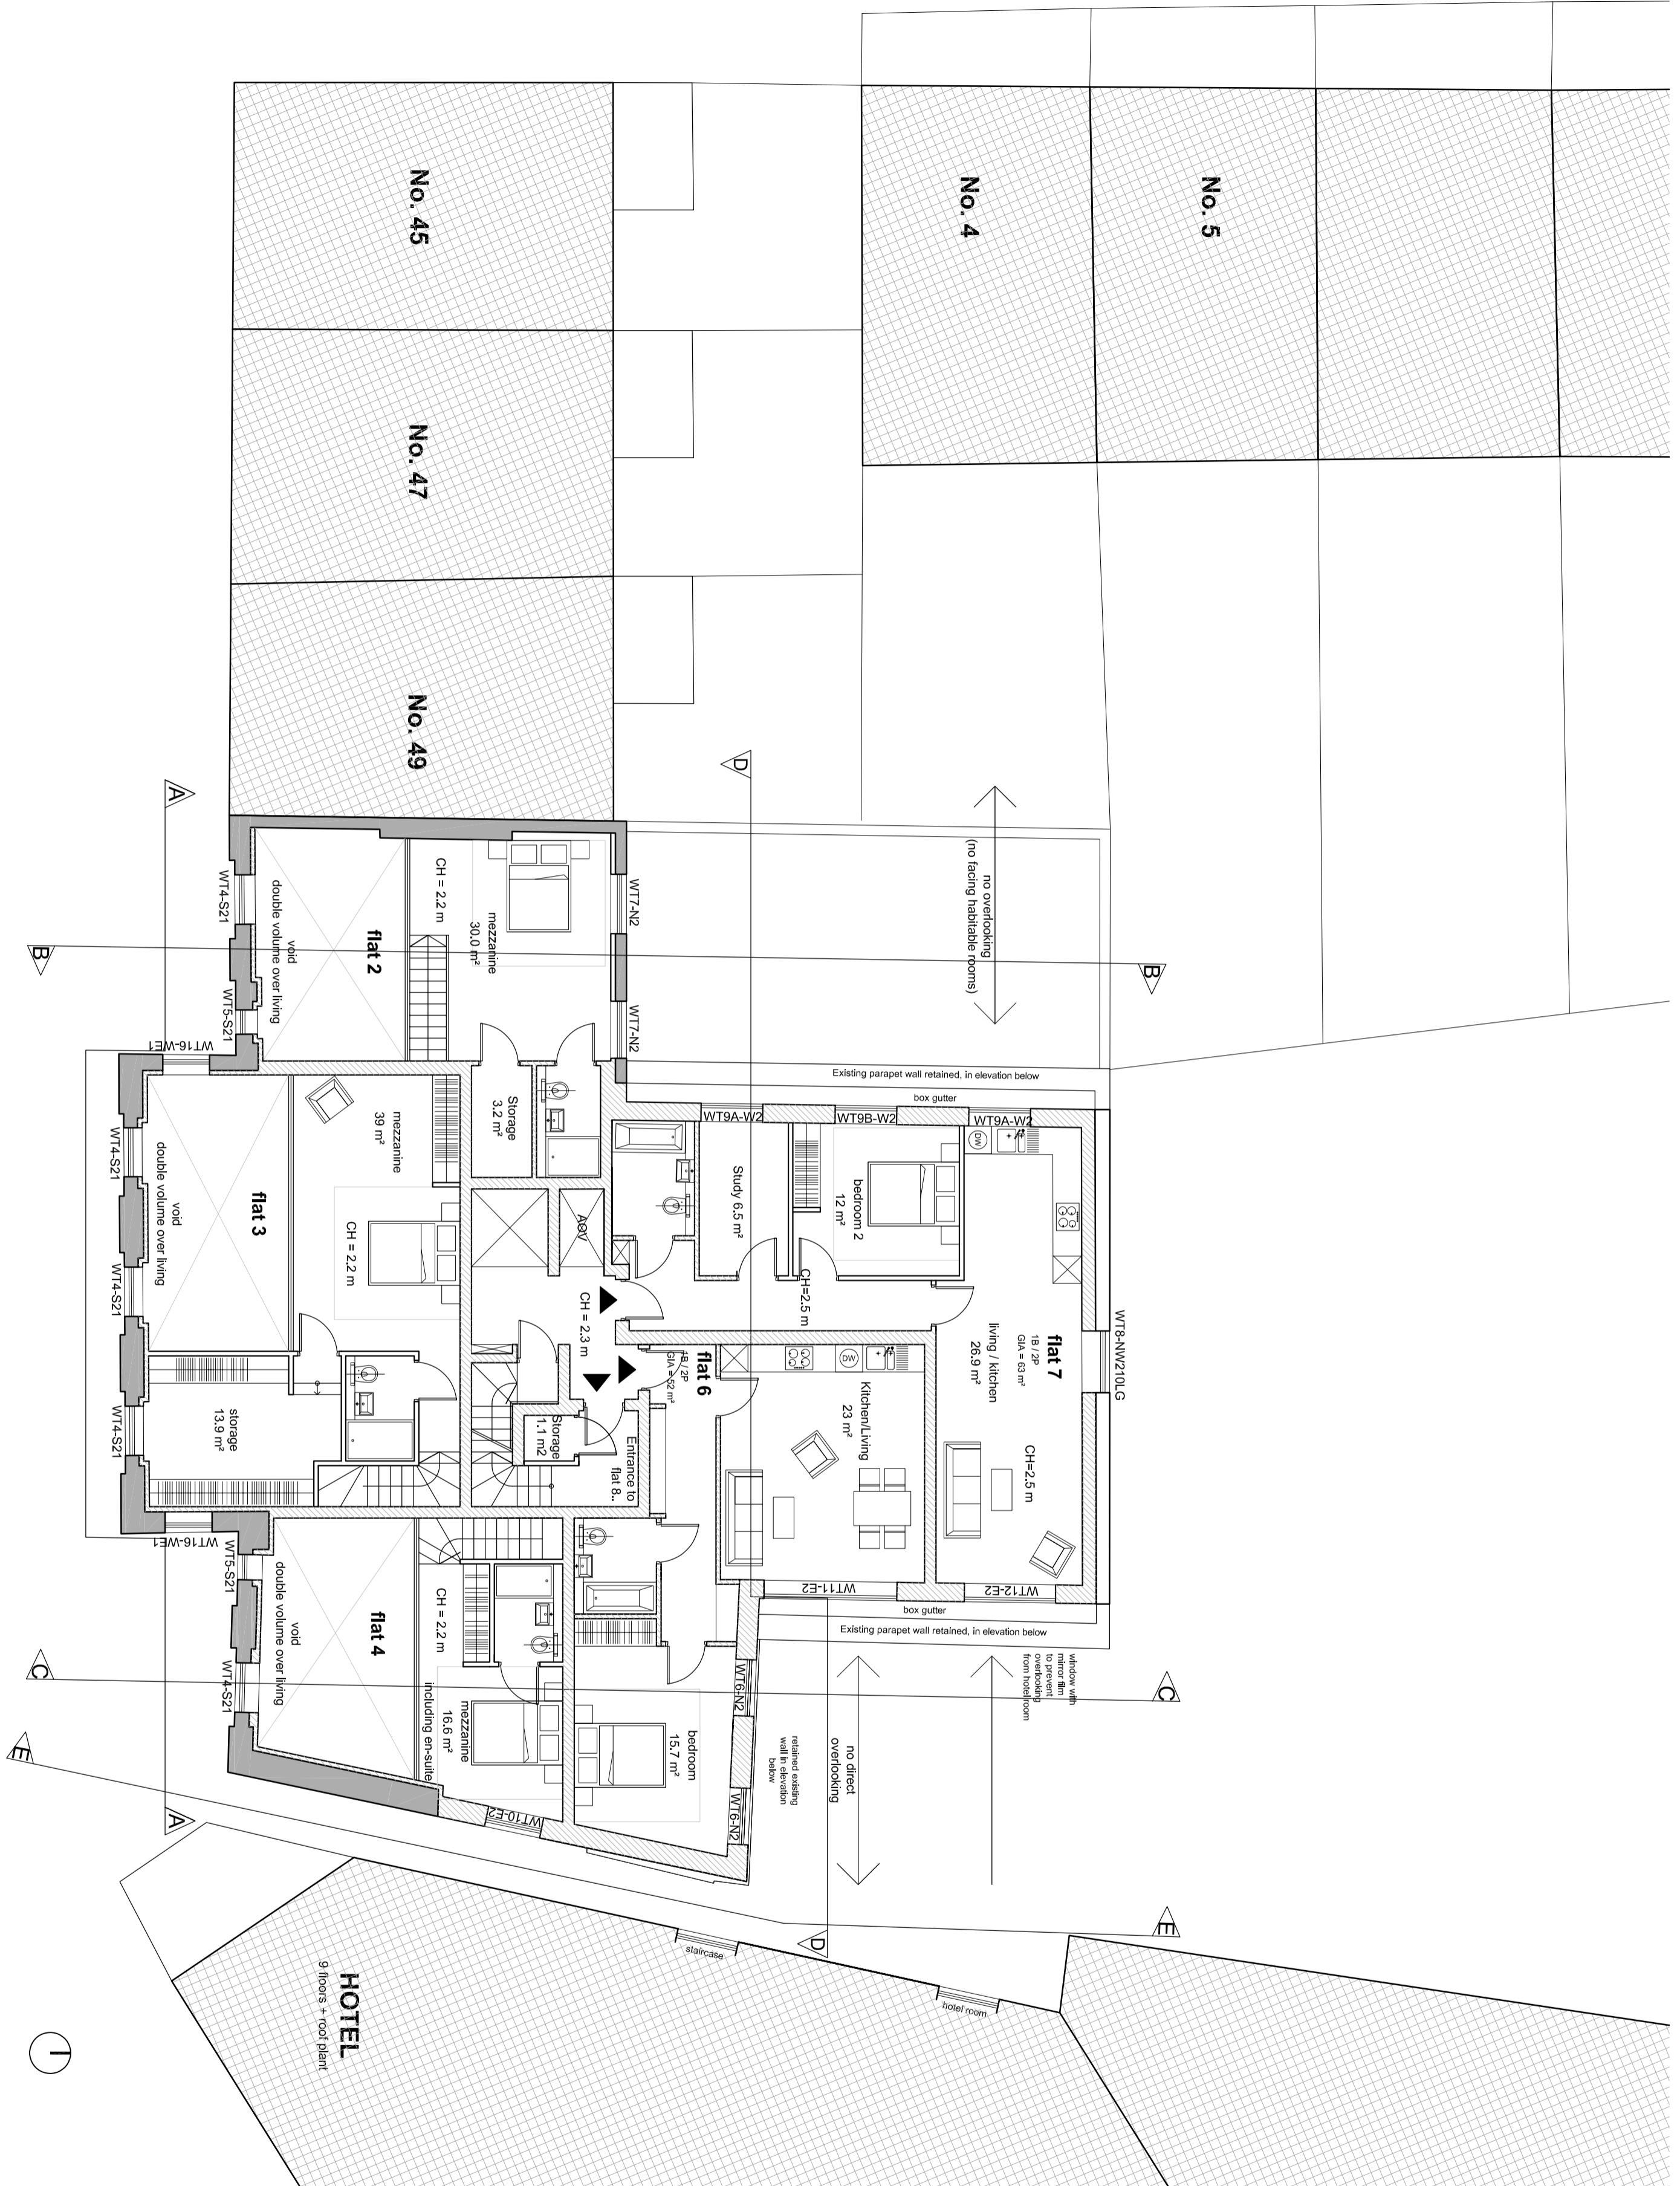 No. 45
No. 47
No. 49
No. 4
No. 5
A
B
C
D
E
A
B
C
D
E
no overlooking
(no facing habitable rooms)
WT7-N2
WT7-N2
WT4-S21
WT5-S21
WT16-WE1
CH = 2.2 m
mezzanine
30.0 m²
flat 2
void
double volume over living
Storage
3.2 m²
Existing parapet wall retained, in elevation below
box gutter
WT9A-W2
WT9B-W2
WT9A-W2
WT8-NW210LG
Study 6.5 m²
bedroom 2
12 m²
DW
CH=2.5 m
flat 7
1B / 2P
GIA = 63 m²
living / kitchen
26.9 m²
CH=2.5 m
AOV
CH = 2.3 m
mezzanine
39 m²
CH = 2.2 m
flat 3
void
double volume over living
WT4-S21
WT4-S21
WT4-S21
storage
13.9 m²
WT16-WE1
flat 6
1B / 2P
GIA = 52 m²
DW
Kitchen/Living
23 m²
Storage
1.1 m2
Entrance to
flat 8..
WT11-E2
WT12-E2
box gutter
Existing parapet wall retained, in elevation below
WT5-S21
WT4-S21
flat 4
void
double volume over living
CH = 2.2 m
mezzanine
16.6 m²
including en-suite
WT10-E2
bedroom
15.7 m²
WT6-N2
WT6-N2
retained existing
wall in elevation
below
no direct
overlooking
window with
mirror film
to prevent
overlooking
from hotel room
staircase
hotel room
HOTEL
9 floors + roof plant